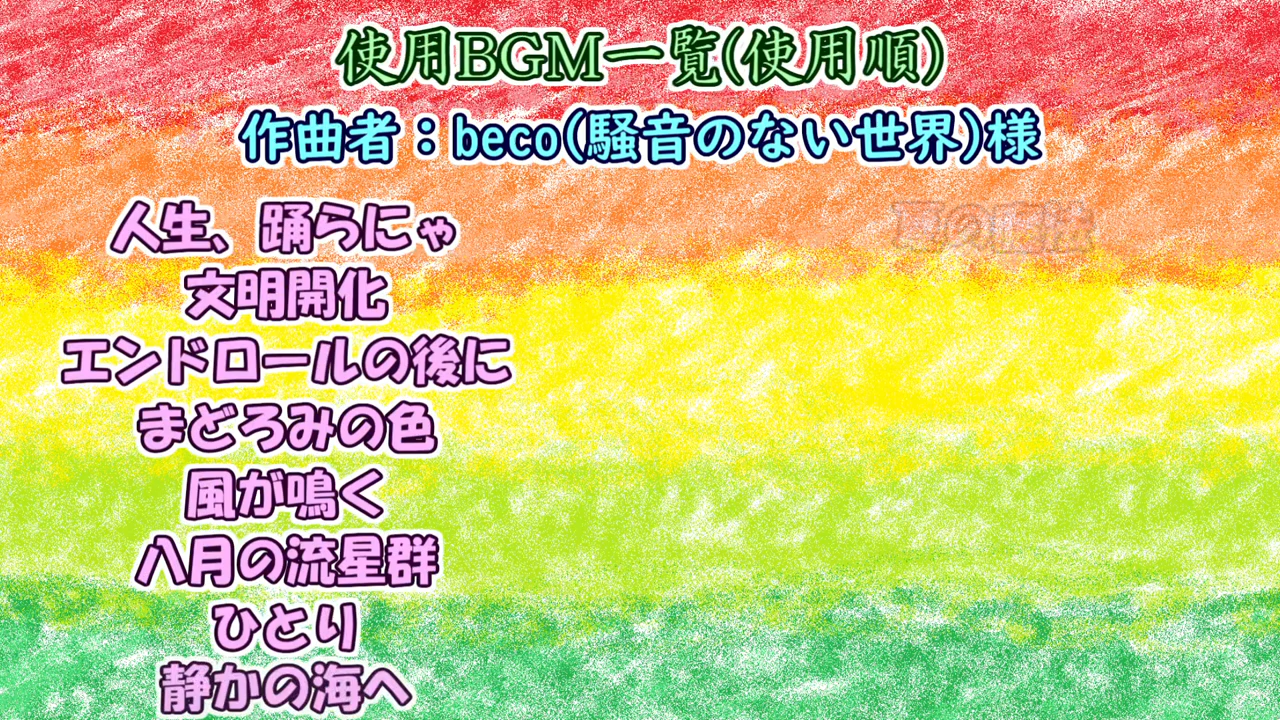 使用BGM一覧(使用順)
作曲者：beco(騒音のない世界)様
人生、踊らにゃ
文明開化
エンドロールの後に
まどろみの色
風が鳴く
八月の流星群
ひとり
静かの海へ